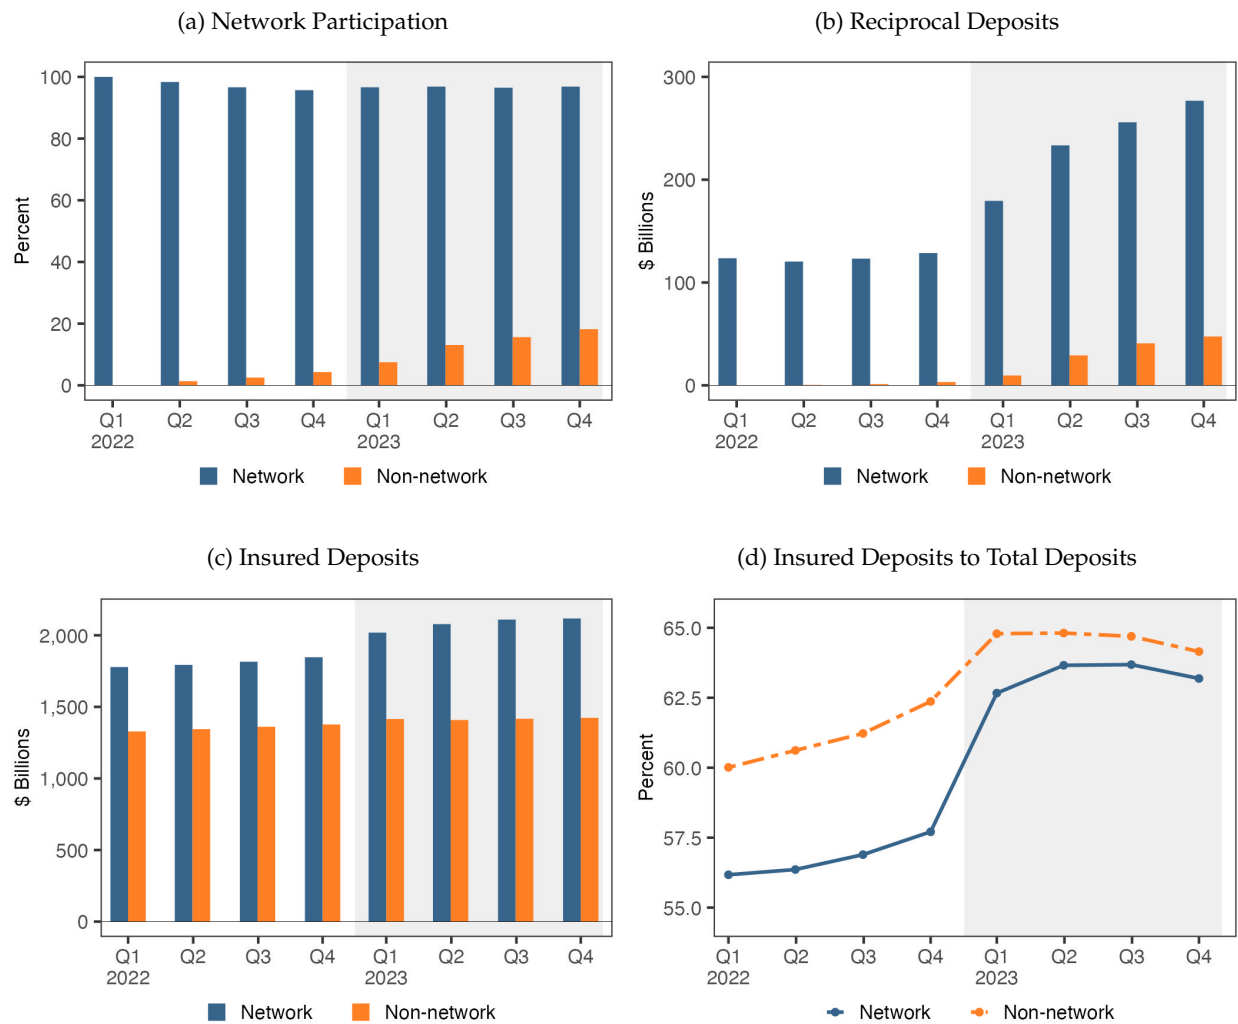 (a) Network Participation
Percent
100
80
60
40
20
0
Q1 Q2 Q3 Q4 Q1 Q2 Q3 Q4
2022 2023
Network Non-network
(b) Reciprocal Deposits
$ Billions
300
200
100
0
Q1 Q2 Q3 Q4 Q1 Q2 Q3 Q4
2022 2023
Network Non-network
(c) Insured Deposits
$ Billions
2,000
1,500
1,000
500
0
Q1 Q2 Q3 Q4 Q1 Q2 Q3 Q4
2022 2023
Network Non-network
(d) Insured Deposits to Total Deposits
Percent
65.0
62.5
60.0
57.5
55.0
Q1 Q2 Q3 Q4 Q1 Q2 Q3 Q4
2022 2023
Network Non-network